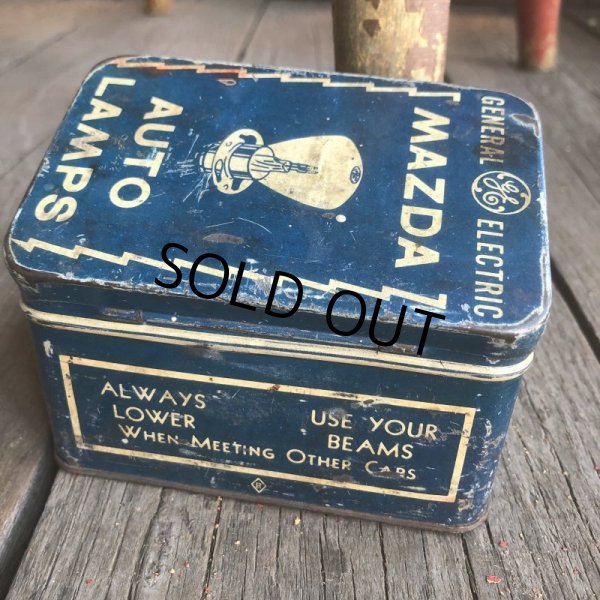 GENERAL GE ELECTRIC
MAZDA
AUTO
LAMPS
SOLD OUT
ALWAYS USE YOUR
LOWER BEAMS
WHEN MEETING OTHER CARS